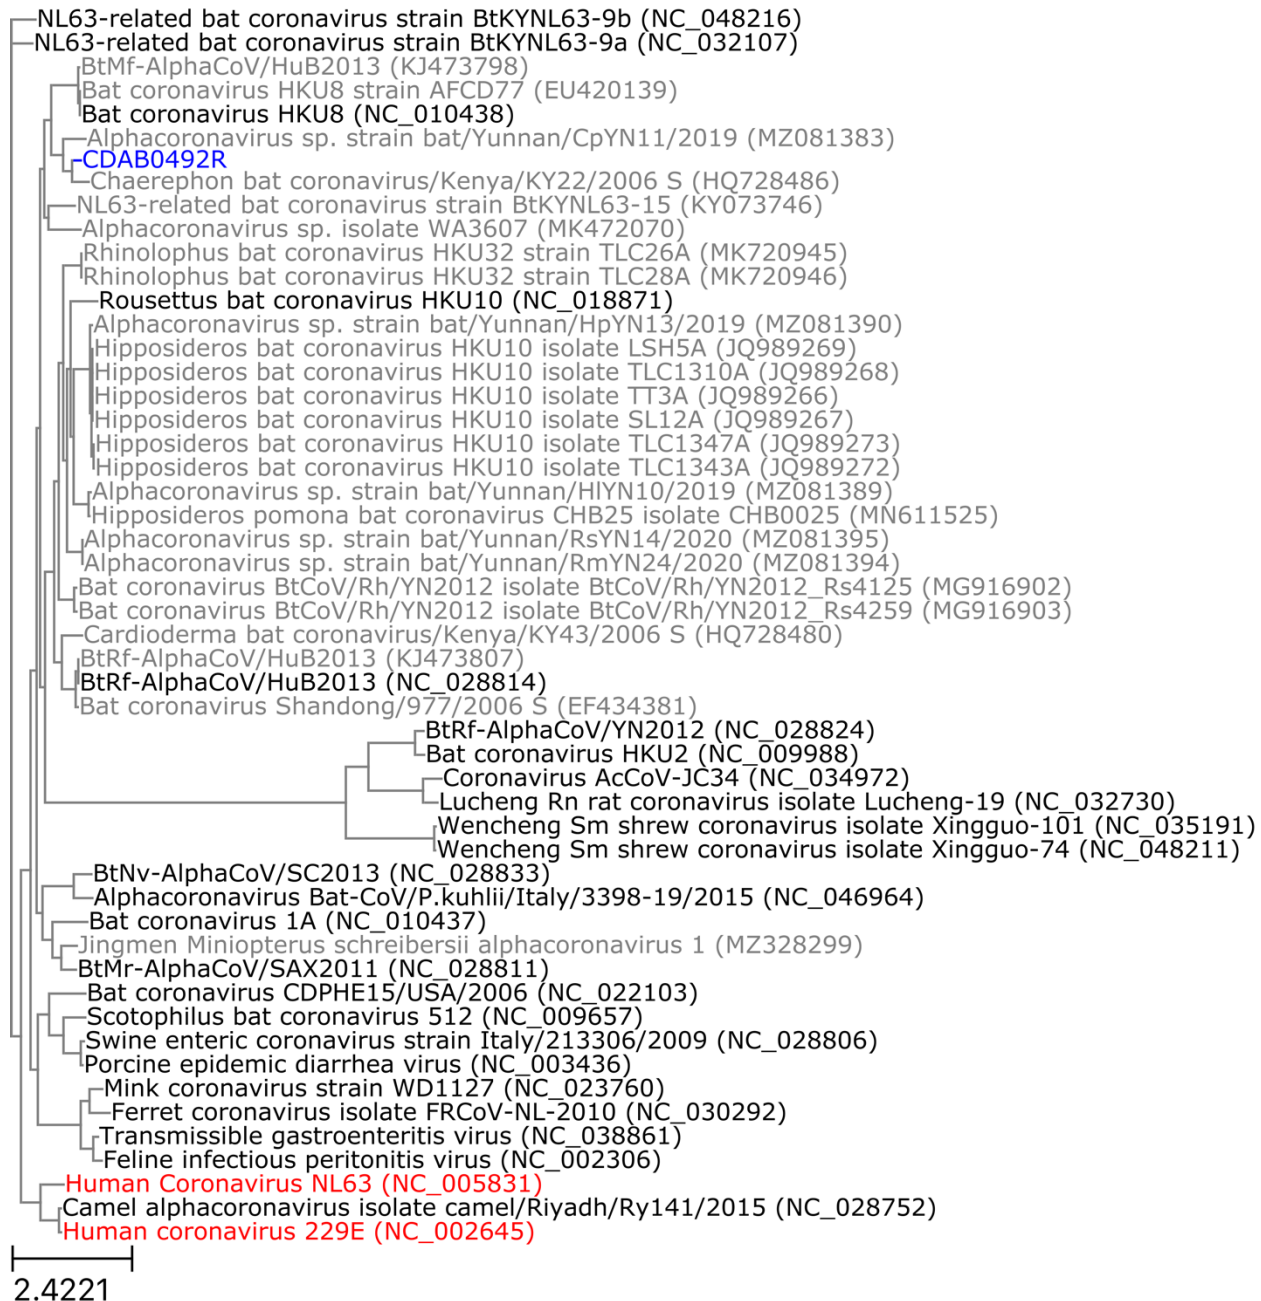 NL63-related bat coronavirus strain BtKYNL63-9b (NC_048216)
NL63-related bat coronavirus strain BtKYNL63-9a (NC_032107)
BtMf-AlphaCoV/HuB2013 (KJ473798)
Bat coronavirus HKU8 strain AFCD77 (EU420139)
Bat coronavirus HKU8 (NC_010438)
Alphacoronavirus sp. strain bat/Yunnan/CpYN11/2019 (MZ081383)
CDAB0492R
Chaerephon bat coronavirus/Kenya/KY22/2006 S (HQ728486)
NL63-related bat coronavirus strain BtKYNL63-15 (KY073746)
Alphacoronavirus sp. isolate WA3607 (MK472070)
Rhinolophus bat coronavirus HKU32 strain TLC26A (MK720945)
Rhinolophus bat coronavirus HKU32 strain TLC28A (MK720946)
Rousettus bat coronavirus HKU10 (NC_018871)
Alphacoronavirus sp. strain bat/Yunnan/HpYN13/2019 (MZ081390)
Hipposideros bat coronavirus HKU10 isolate LSH5A (JQ989269)
Hipposideros bat coronavirus HKU10 isolate TLC1310A (JQ989268)
Hipposideros bat coronavirus HKU10 isolate TT3A (JQ989266)
Hipposideros bat coronavirus HKU10 isolate SL12A (JQ989267)
Hipposideros bat coronavirus HKU10 isolate TLC1347A (JQ989273)
Hipposideros bat coronavirus HKU10 isolate TLC1343A (JQ989272)
Alphacoronavirus sp. strain bat/Yunnan/HlYN10/2019 (MZ081389)
Hipposideros pomona bat coronavirus CHB25 isolate CHB0025 (MN611525)
Alphacoronavirus sp. strain bat/Yunnan/RsYN14/2020 (MZ081395)
Alphacoronavirus sp. strain bat/Yunnan/RmYN24/2020 (MZ081394)
Bat coronavirus BtCoV/Rh/YN2012 isolate BtCoV/Rh/YN2012_Rs4125 (MG916902)
Bat coronavirus BtCoV/Rh/YN2012 isolate BtCoV/Rh/YN2012_Rs4259 (MG916903)
Cardioderma bat coronavirus/Kenya/KY43/2006 S (HQ728480)
BtRf-AlphaCoV/HuB2013 (KJ473807)
BtRf-AlphaCoV/HuB2013 (NC_028814)
Bat coronavirus Shandong/977/2006 S (EF434381)
BtRf-AlphaCoV/YN2012 (NC_028824)
Bat coronavirus HKU2 (NC_009988)
Coronavirus AcCoV-JC34 (NC_034972)
Lucheng Rn rat coronavirus isolate Lucheng-19 (NC_032730)
Wencheng Sm shrew coronavirus isolate Xingguo-101 (NC_035191)
Wencheng Sm shrew coronavirus isolate Xingguo-74 (NC_048211)
BtNv-AlphaCoV/SC2013 (NC_028833)
Alphacoronavirus Bat-CoV/P.kuhlii/Italy/3398-19/2015 (NC_046964)
Bat coronavirus 1A (NC_010437)
Jingmen Miniopterus schreibersii alphacoronavirus 1 (MZ328299)
BtMr-AlphaCoV/SAX2011 (NC_028811)
Bat coronavirus CDPHE15/USA/2006 (NC_022103)
Scotophilus bat coronavirus 512 (NC_009657)
Swine enteric coronavirus strain Italy/213306/2009 (NC_028806)
Porcine epidemic diarrhea virus (NC_003436)
Mink coronavirus strain WD1127 (NC_023760)
Ferret coronavirus isolate FRCoV-NL-2010 (NC_030292)
Transmissible gastroenteritis virus (NC_038861)
Feline infectious peritonitis virus (NC_002306)
Human Coronavirus NL63 (NC_005831)
Camel alphacoronavirus isolate camel/Riyadh/Ry141/2015 (NC_028752)
Human coronavirus 229E (NC_002645)
2.4221